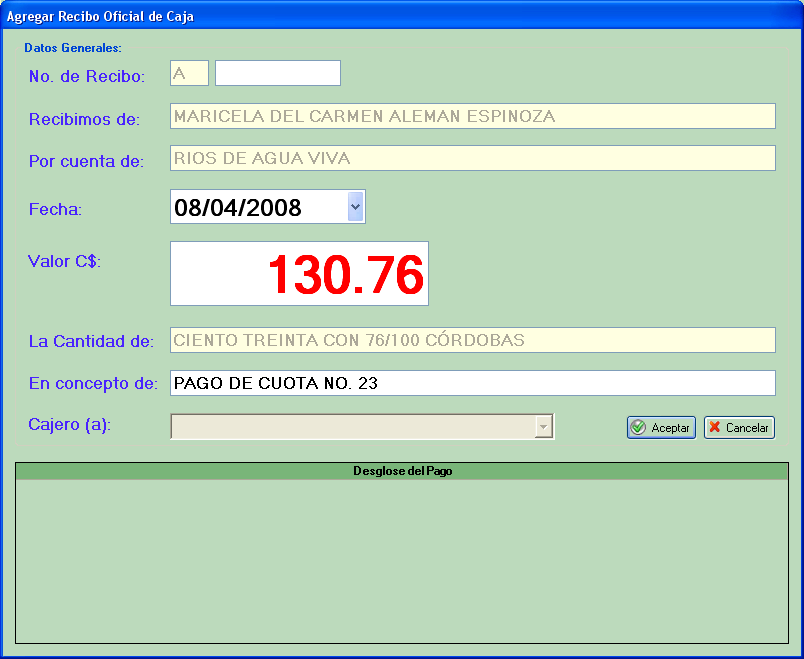 Agregar Recibo Oficial de Caja
Datos Generales:
No. de Recibo: A
Recibimos de: MARICELA DEL CARMEN ALEMAN ESPINOZA
Por cuenta de: RIOS DE AGUA VIVA
Fecha: 08/04/2008
Valor C$: 130.76
La Cantidad de: CIENTO TREINTA CON 76/100 CÓRDOBAS
En concepto de: PAGO DE CUOTA NO. 23
Cajero (a): Aceptar Cancelar
Desglose del Pago